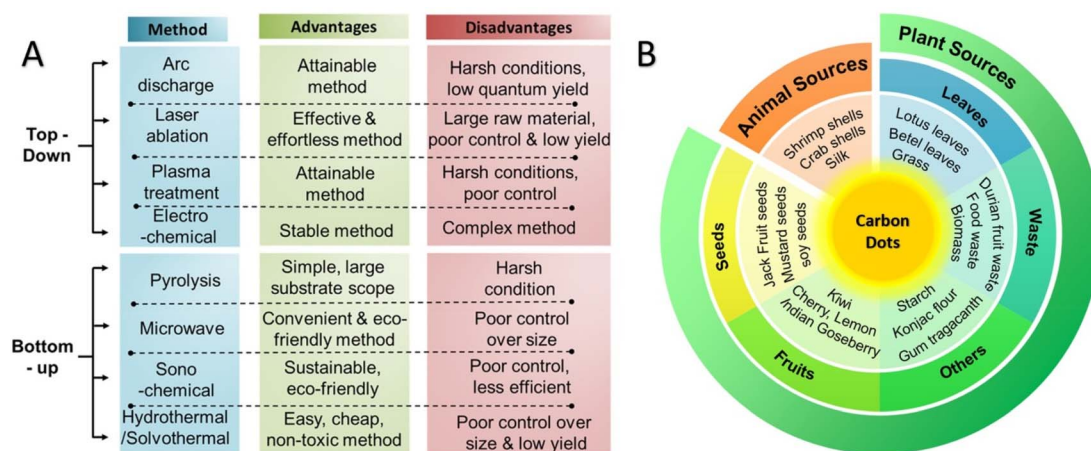 A
Method
Advantages
Disadvantages
Top -
Down
Arc
discharge
Attainable
method
Harsh conditions,
low quantum yield
Laser
ablation
Effective &
effortless method
Large raw material,
poor control & low yield
Plasma
treatment
Attainable
method
Harsh conditions,
poor control
Electro
-chemical
Stable method
Complex method
Bottom
- up
Pyrolysis
Simple, large
substrate scope
Harsh
condition
Microwave
Convenient & eco-
friendly method
Poor control
over size
Sono
-chemical
Sustainable,
eco-friendly
Poor control,
less efficient
Hydrothermal
/Solvothermal
Easy, cheap,
non-toxic method
Poor control over
size & low yield
B
Animal Sources
Shrimp shells
Crab shells
Silk
Plant Sources
Leaves
Lotus leaves
Betel leaves
Grass
Waste
Durian fruit waste
Food waste
Biomass
Others
Starch
Konjac flour
Gum tragacanth
Fruits
Kiwi
Cherry, Lemon
Indian Goseberry
Seeds
Jack Fruit seeds
Mustard seeds
soy seeds
Carbon
Dots